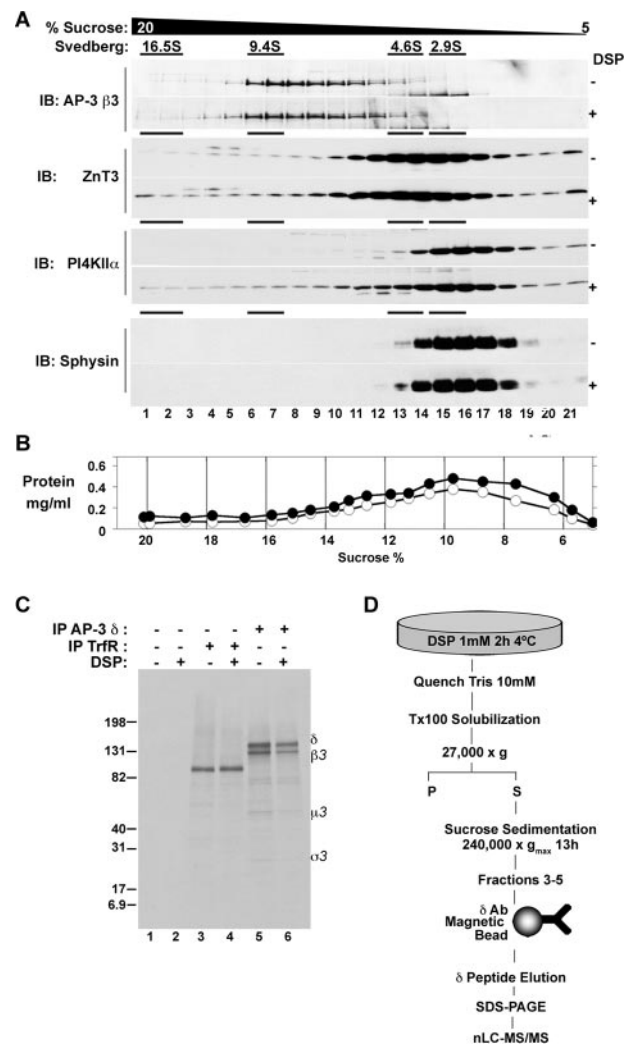 A
% Sucrose: 20 5
Svedberg: 16.5S 9.4S 4.6S 2.9S DSP
IB: AP-3 β3 - +
IB: ZnT3 - +
IB: PI4KIIα - +
IB: Sphysin - +
1 2 3 4 5 6 7 8 9 10 11 12 13 14 15 16 17 18 19 20 21
B
Protein mg/ml
0.6
0.4
0.2
0
20 18 16 14 12 10 8 6
Sucrose %
C
IP AP-3 δ : - - - - + +
IP TrfR : - - + + - -
DSP: - + - + - +
198
131
82
40
31
17
6.9
δ
β3
μ3
σ3
1 2 3 4 5 6
D
DSP 1mM 2h 4ºC
Quench Tris 10mM
Tx100 Solubilization
27,000 x g
P S
Sucrose Sedimentation
240,000 x gmax 13h
Fractions 3-5
δ Ab
Magnetic
Bead
δ Peptide Elution
SDS-PAGE
nLC-MS/MS